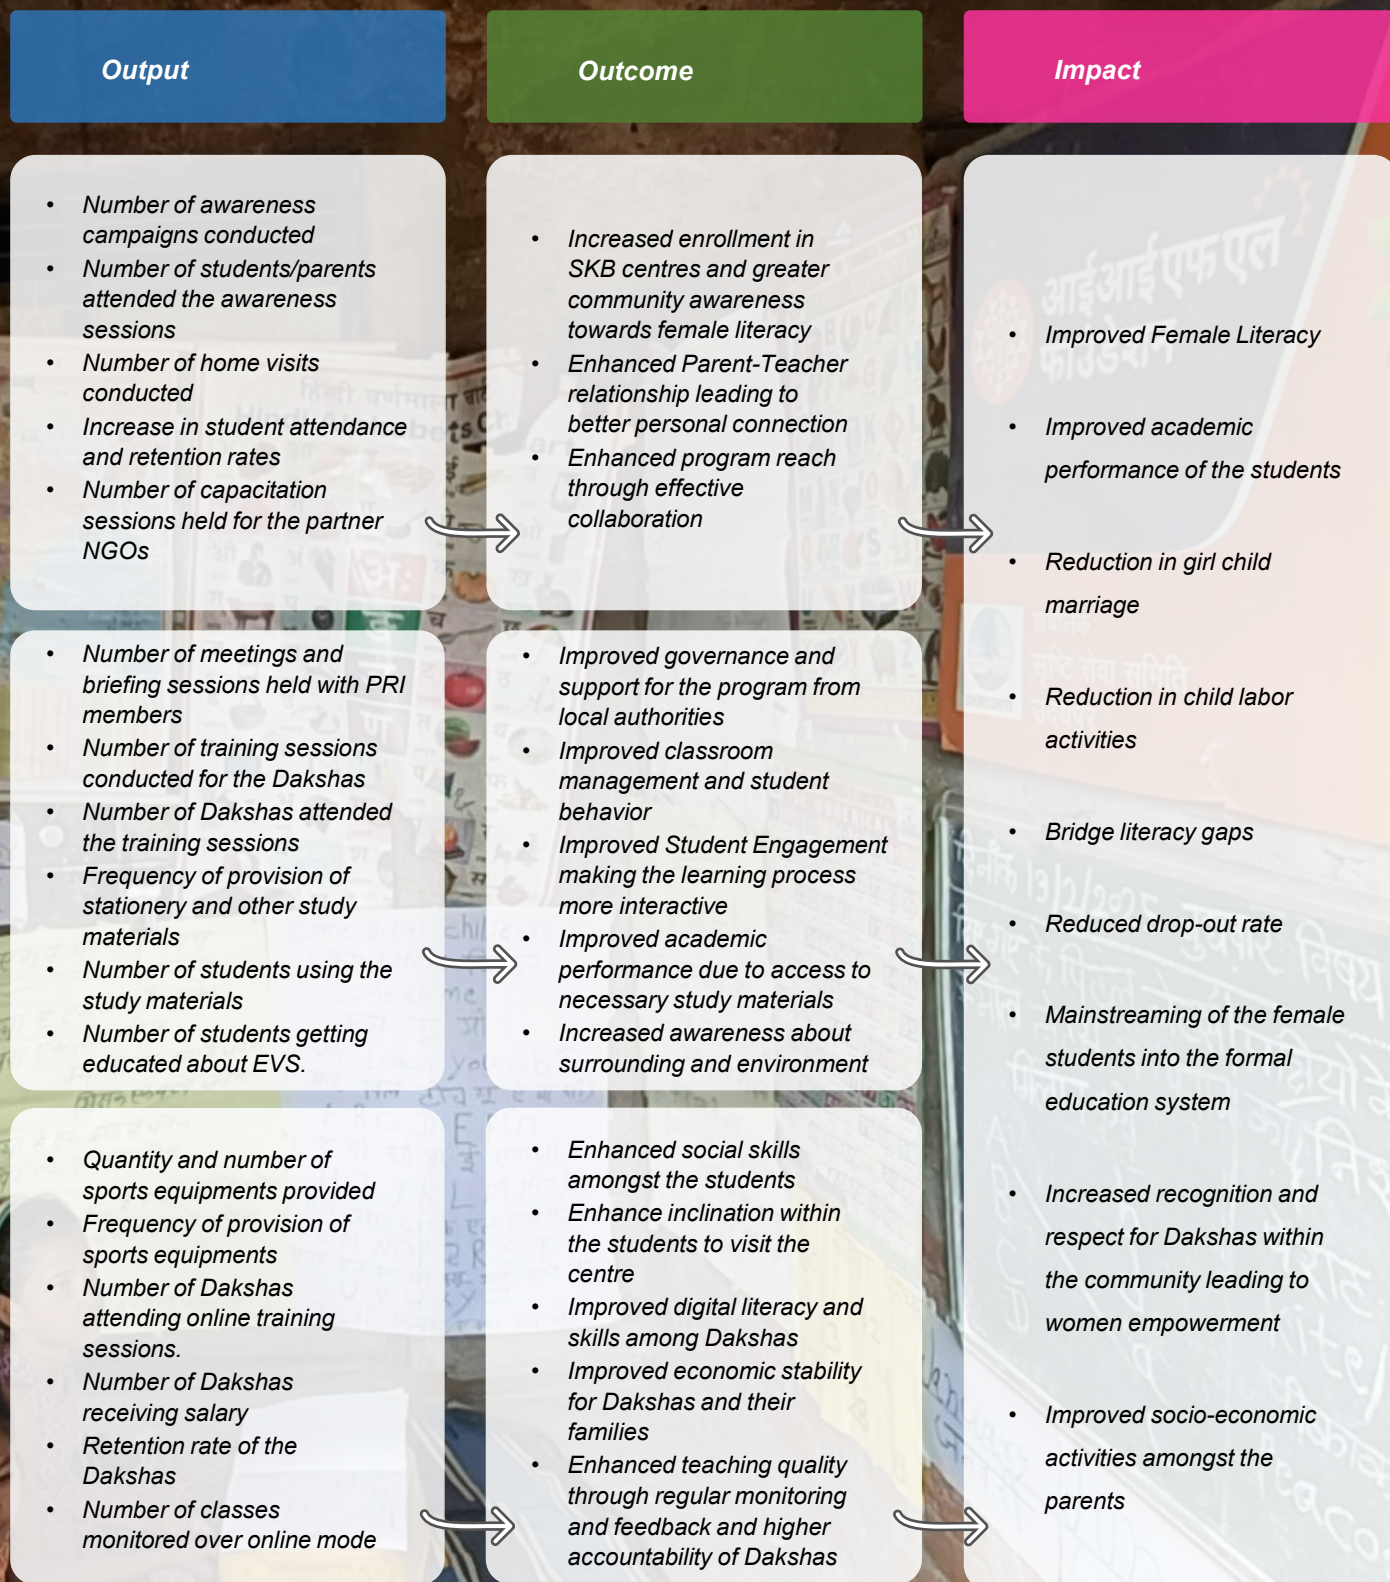 Output
Outcome
Impact
• Number of awareness
campaigns conducted
• Number of students/parents
attended the awareness
sessions
• Number of home visits
conducted
• Increase in student attendance
and retention rates
• Number of capacitation
sessions held for the partner
NGOs
• Increased enrollment in
SKB centres and greater
community awareness
towards female literacy
• Enhanced Parent-Teacher
relationship leading to
better personal connection
• Enhanced program reach
through effective
collaboration
• Number of meetings and
briefing sessions held with PRI
members
• Number of training sessions
conducted for the Dakshas
• Number of Dakshas attended
the training sessions
• Frequency of provision of
stationery and other study
materials
• Number of students using the
study materials
• Number of students getting
educated about EVS.
• Improved governance and
support for the program from
local authorities
• Improved classroom
management and student
behavior
• Improved Student Engagement
making the learning process
more interactive
• Improved academic
performance due to access to
necessary study materials
• Increased awareness about
surrounding and environment
• Quantity and number of
sports equipments provided
• Frequency of provision of
sports equipments
• Number of Dakshas
attending online training
sessions.
• Number of Dakshas
receiving salary
• Retention rate of the
Dakshas
• Number of classes
monitored over online mode
• Enhanced social skills
amongst the students
• Enhance inclination within
the students to visit the
centre
• Improved digital literacy and
skills among Dakshas
• Improved economic stability
for Dakshas and their
families
• Enhanced teaching quality
through regular monitoring
and feedback and higher
accountability of Dakshas
• Improved Female Literacy
• Improved academic
performance of the students
• Reduction in girl child
marriage
• Reduction in child labor
activities
• Bridge literacy gaps
• Reduced drop-out rate
• Mainstreaming of the female
students into the formal
education system
• Increased recognition and
respect for Dakshas within
the community leading to
women empowerment
• Improved socio-economic
activities amongst the
parents
आईआईएफएल
फाउंडेशन
सृष्टि सेवा समिति
हिन्दी वर्णमाला
Hindi Alphabets Chart